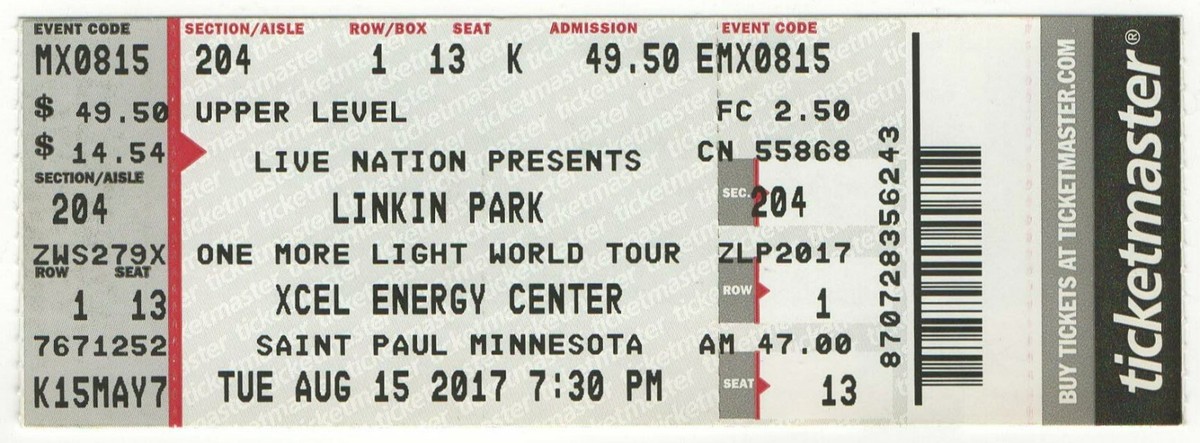 EVENT CODE SECTION/AISLE ROW/BOX SEAT ADMISSION EVENT CODE
MX0815 204 1 13 K 49.50 EMX0815
$ 49.50 UPPER LEVEL FC 2.50
$ 14.54 LIVE NATION PRESENTS CN 55868
SECTION/AISLE
204 LINKIN PARK SEC. 204
ZWS279X ONE MORE LIGHT WORLD TOUR ZLP2017
ROW SEAT
1 13 XCEL ENERGY CENTER ROW 1
7671252 SAINT PAUL MINNESOTA AM 47.00
K15MAY7 TUE AUG 15 2017 7:30 PM SEAT 13
8707283556243
BUY TICKETS AT TICKETMASTER.COM
ticketmaster®